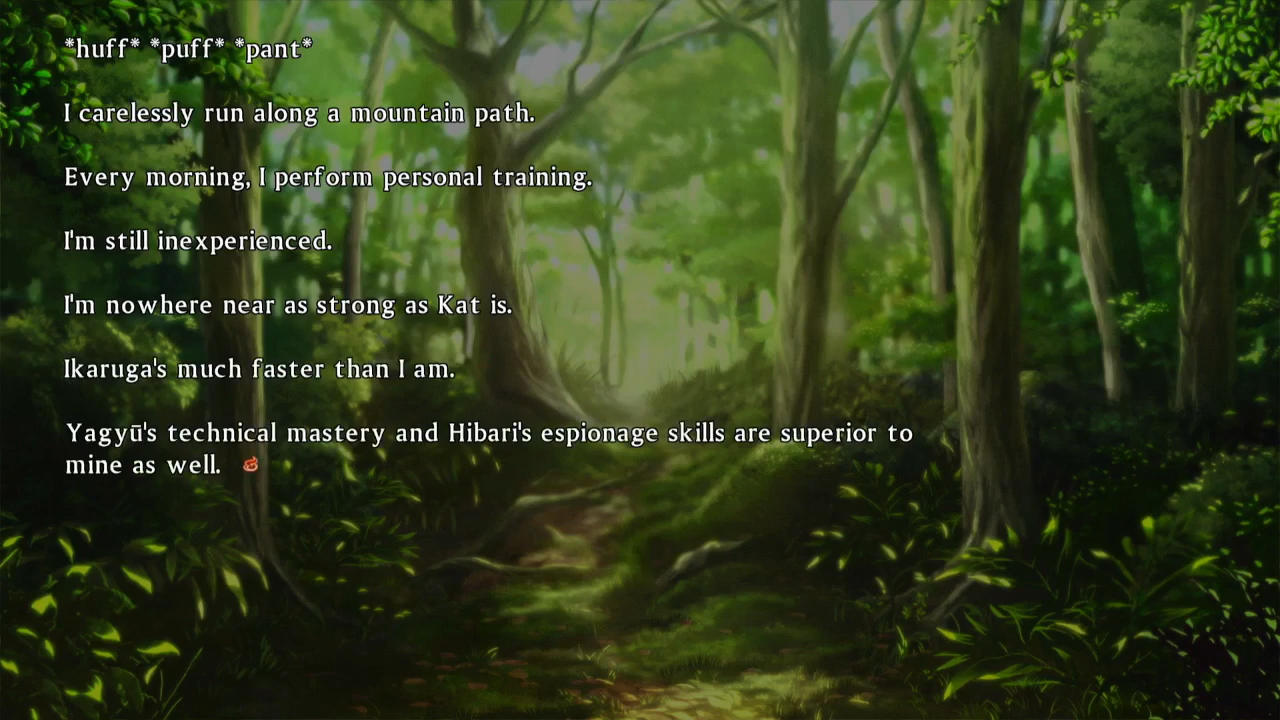 *huff* *puff* *pant*
I carelessly run along a mountain path.
Every morning, I perform personal training.
I'm still inexperienced.
I'm nowhere near as strong as Kat is.
Ikaruga's much faster than I am.
Yagyū's technical mastery and Hibari's espionage skills are superior to
mine as well.